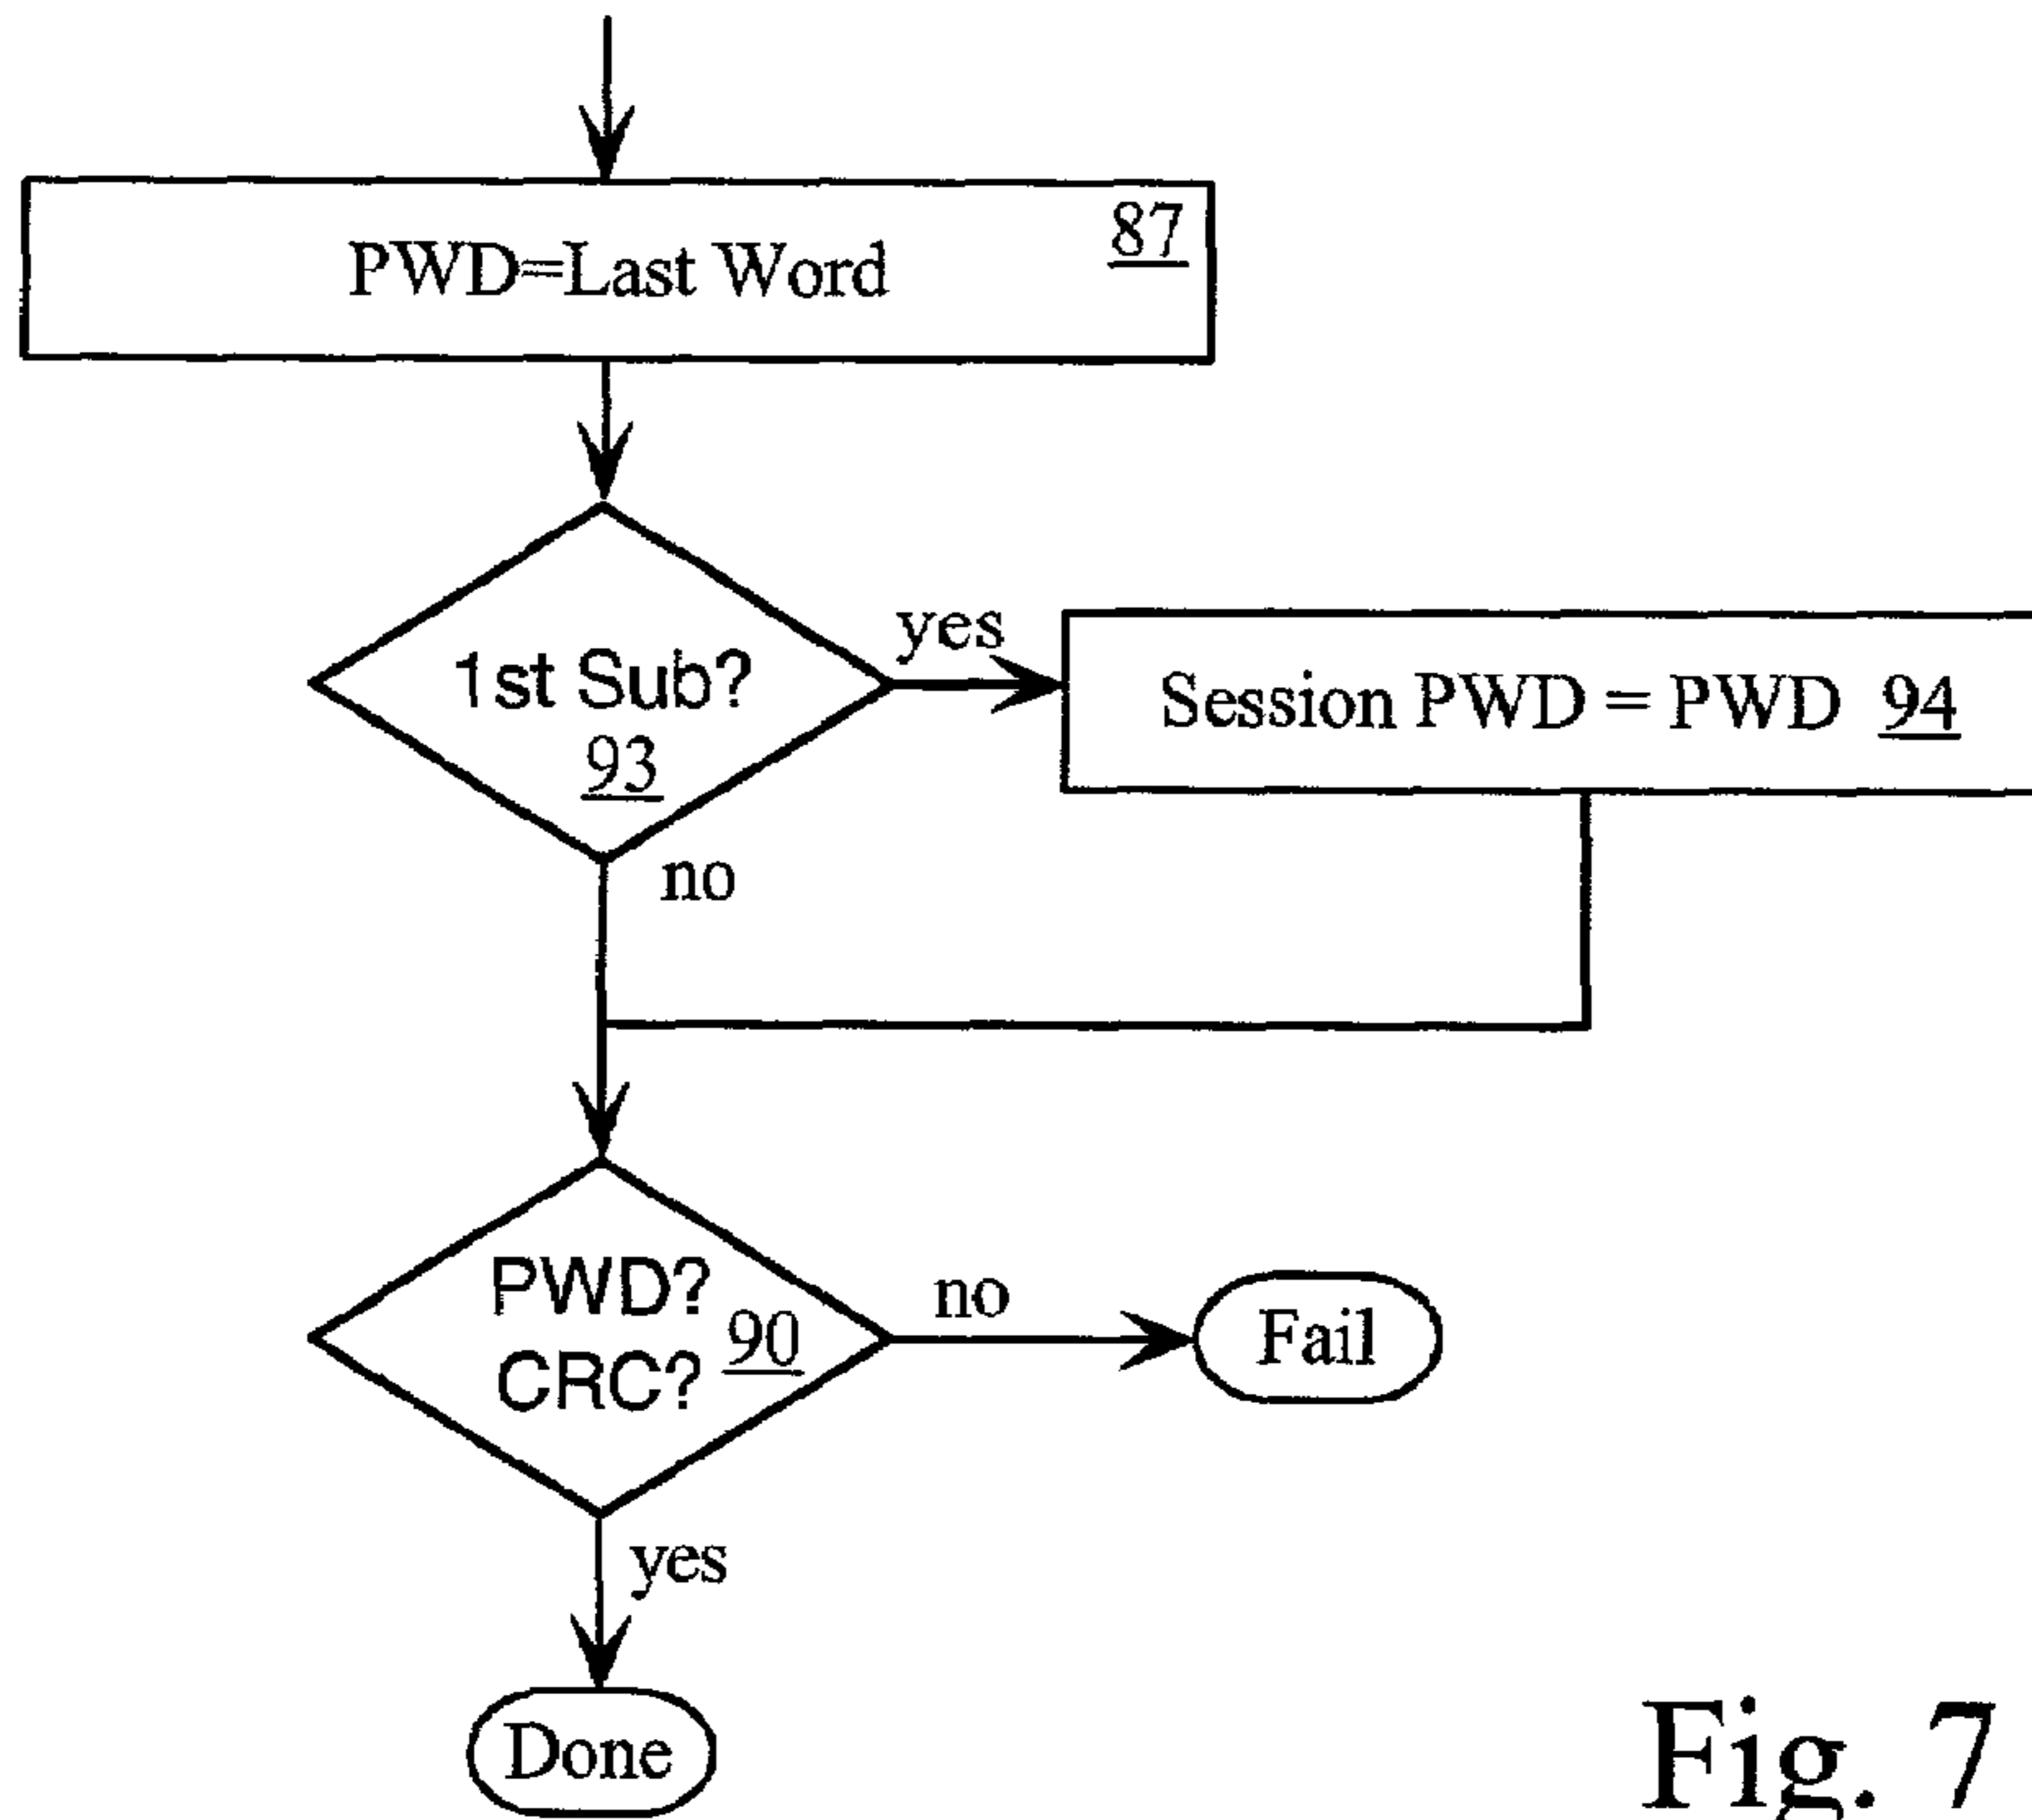 87
PWD=Last Word
1st Sub?
93
yes
Session PWD = PWD 94
no
PWD?
CRC?
90
no
Fail
yes
Done
Fig. 7